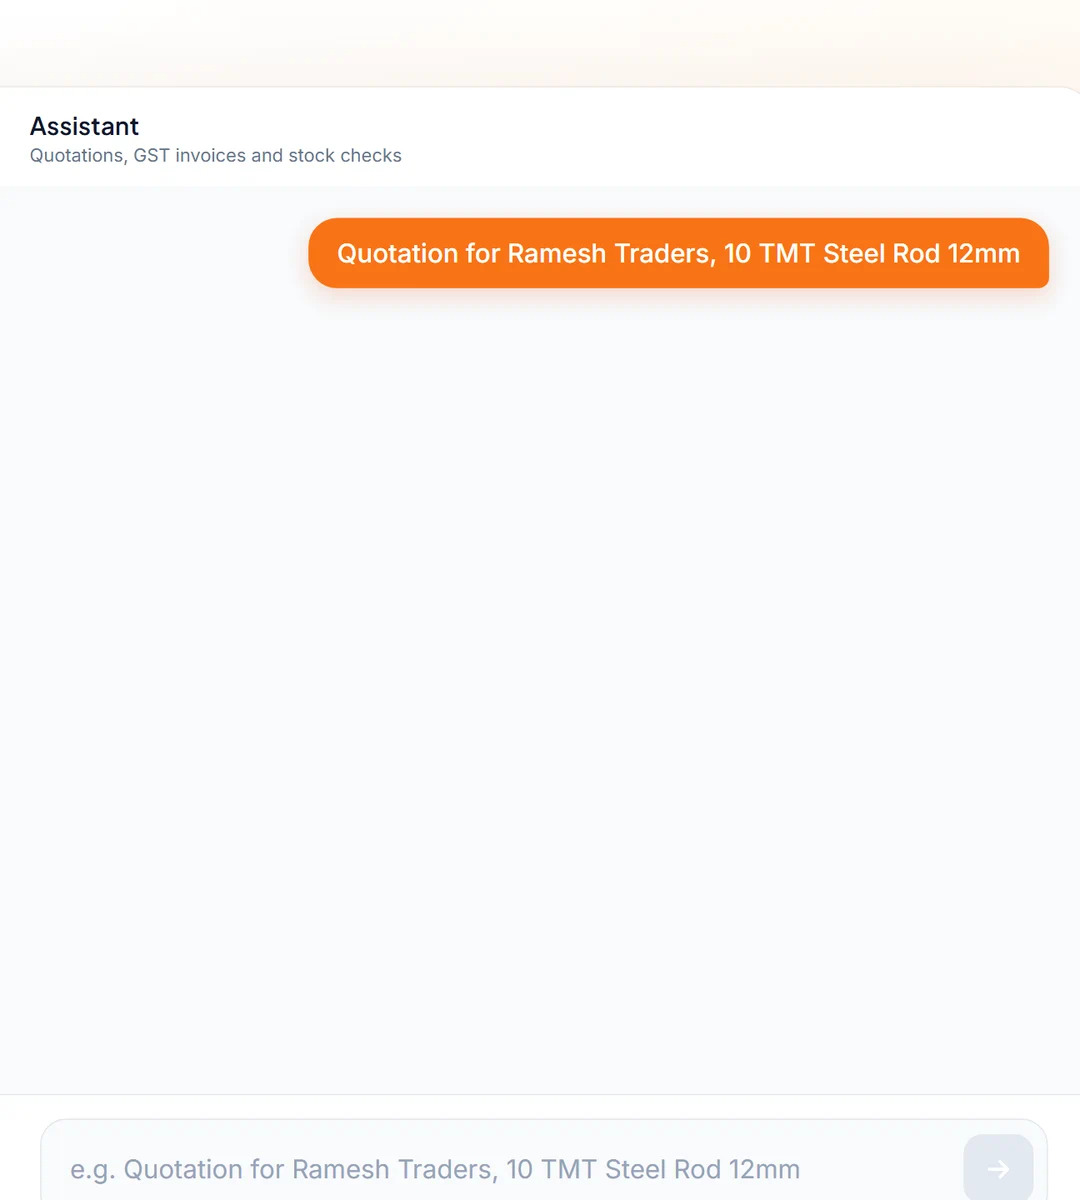 Assistant
Quotations, GST invoices and stock checks
Quotation for Ramesh Traders, 10 TMT Steel Rod 12mm
e.g. Quotation for Ramesh Traders, 10 TMT Steel Rod 12mm